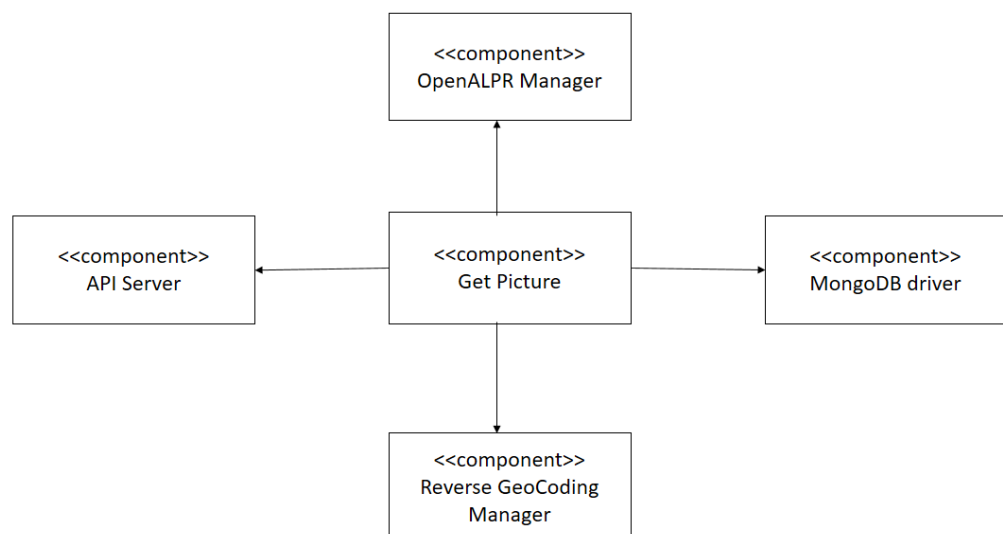 <<component>>
OpenALPR Manager
<<component>>
API Server
<<component>>
Get Picture
<<component>>
MongoDB driver
<<component>>
Reverse GeoCoding
Manager